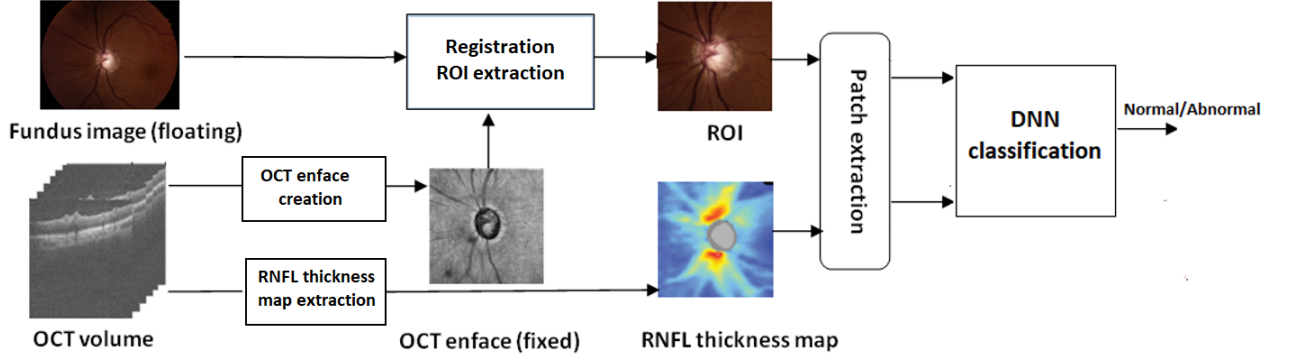 Registration
ROI extraction
Fundus image (floating)
ROI
Patch extraction
DNN
classification
Normal/Abnormal
OCT enface
creation
RNFL thickness
map extraction
OCT volume
OCT enface (fixed)
RNFL thickness map